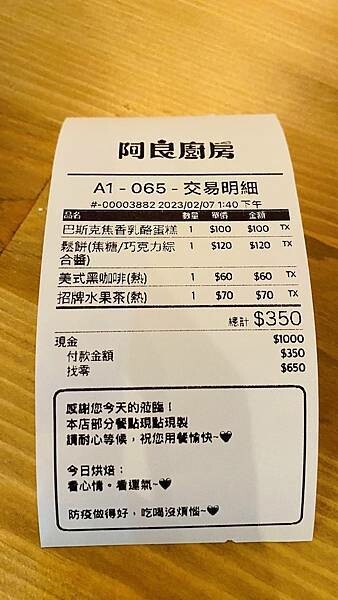 阿良廚房
A1 - 065 - 交易明細
#-00003882 2023/02/07 1:40 下午
品名 數量 單價 金額
巴斯克焦香乳酪蛋糕 1 $100 $100 TX
鬆餅(焦糖/巧克力綜 1 $120 $120 TX
合醬)
美式黑咖啡(熱) 1 $60 $60 TX
招牌水果茶(熱) 1 $70 $70 TX
總計 $350
現金 $1000
付款金額 $350
找零 $650
感謝您今天的蒞臨！
本店部分餐點現點現製
請耐心等候，祝您用餐愉快~🖤
今日烘焙：
看心情。看運氣~🖤
防疫做得好，吃喝沒煩惱~🖤